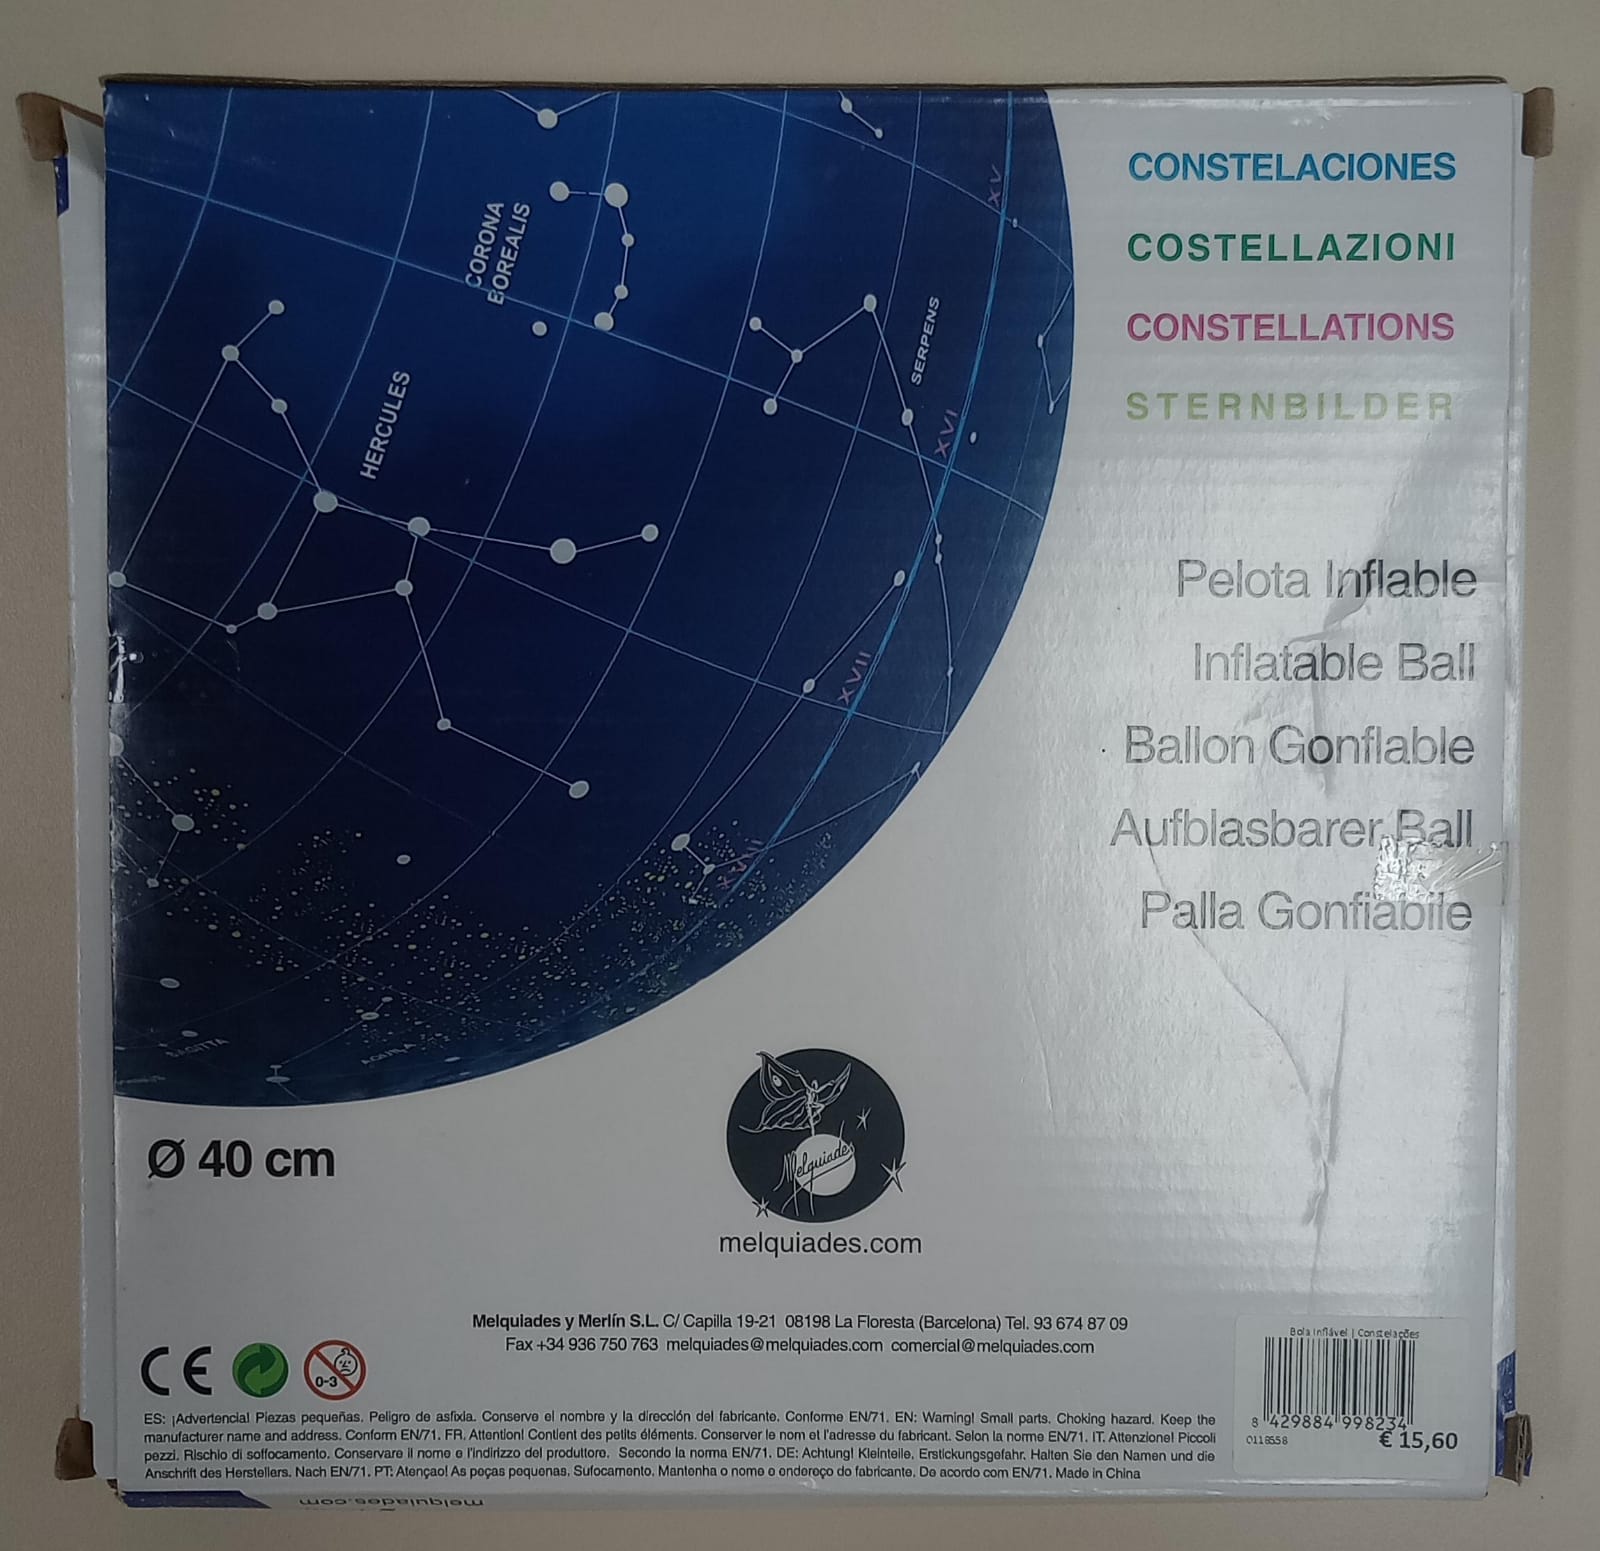 CORONA
BOREALIS
HERCULES
SERPENS
XV
XVI
XVII
XVIII
SAGITTA
AQUILA
CONSTELACIONES
COSTELLAZIONI
CONSTELLATIONS
STERNBILDER
Pelota Inflable
Inflatable Ball
Ballon Gonflable
Aufblasbarer Ball
Palla Gonfiabile
Ø 40 cm
Melquiades
melquiades.com
Melquiades y Merlín S.L. C/ Capilla 19-21 08198 La Floresta (Barcelona) Tel. 93 674 87 09
Fax +34 936 750 763 melquiades@melquiades.com comercial@melquiades.com
CE
0-3
ES: ¡Advertencia! Piezas pequeñas. Peligro de asfixia. Conserve el nombre y la dirección del fabricante. Conforme EN/71. EN: Warning! Small parts. Choking hazard. Keep the
manufacturer name and address. Conform EN/71. FR. Attention! Contient des petits éléments. Conserver le nom et l'adresse du fabricant. Selon la norme EN/71. IT. Attenzione! Piccoli
pezzi. Rischio di soffocamento. Conservare il nome e l'indirizzo del produttore. Secondo la norma EN/71. DE: Achtung! Kleinteile, Erstickungsgefahr. Halten Sie den Namen und die
Anschrift des Herstellers. Nach EN/71. PT: Atençao! As peças pequenas, Sufocamento, Mantenha o nome o endoreço do fabricante. De acordo com EN/71. Made in China
Bola Inflável | Constelações
8 429884 998234
0118558
€ 15,60
melquiades.com